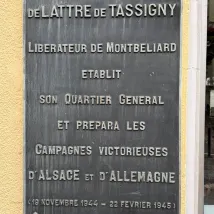 DE LATTRE DE TASSIGNY
LIBERATEUR DE MONTBELIARD
ETABLIT
SON QUARTIER GENERAL
ET PREPARA LES
CAMPAGNES VICTORIEUSES
D'ALSACE ET D'ALLEMAGNE
(19 NOVEMBRE 1944 - 22 FEVRIER 1945)